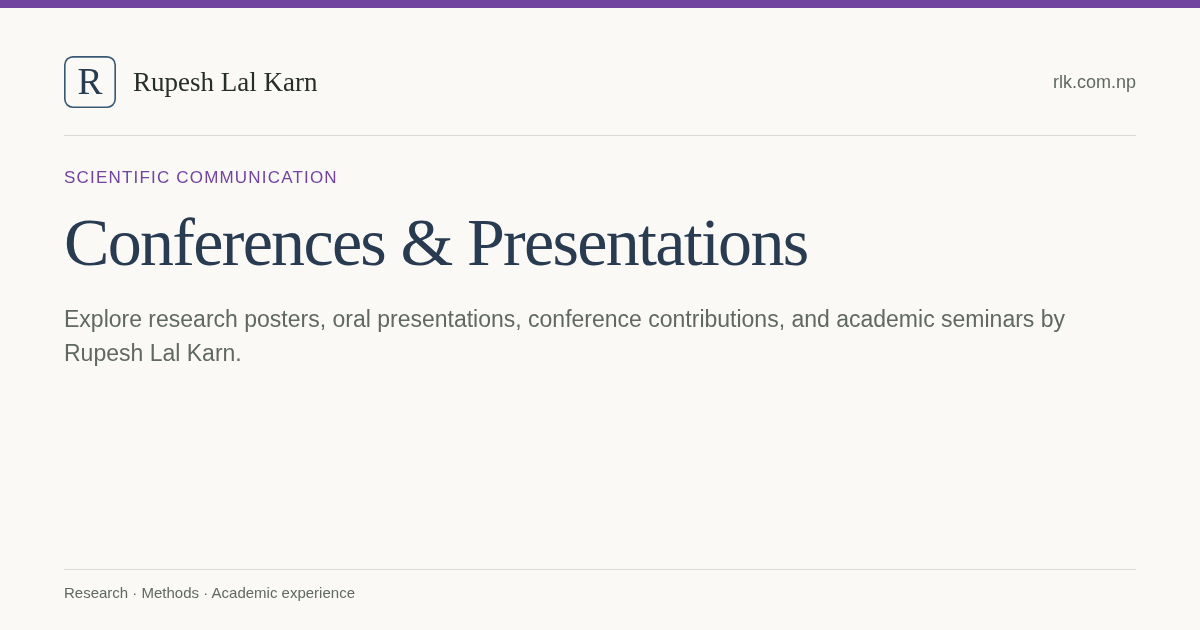 R
Rupesh Lal Karn
rlk.com.np
SCIENTIFIC COMMUNICATION
Conferences & Presentations
Explore research posters, oral presentations, conference contributions, and academic seminars by
Rupesh Lal Karn.
Research · Methods · Academic experience